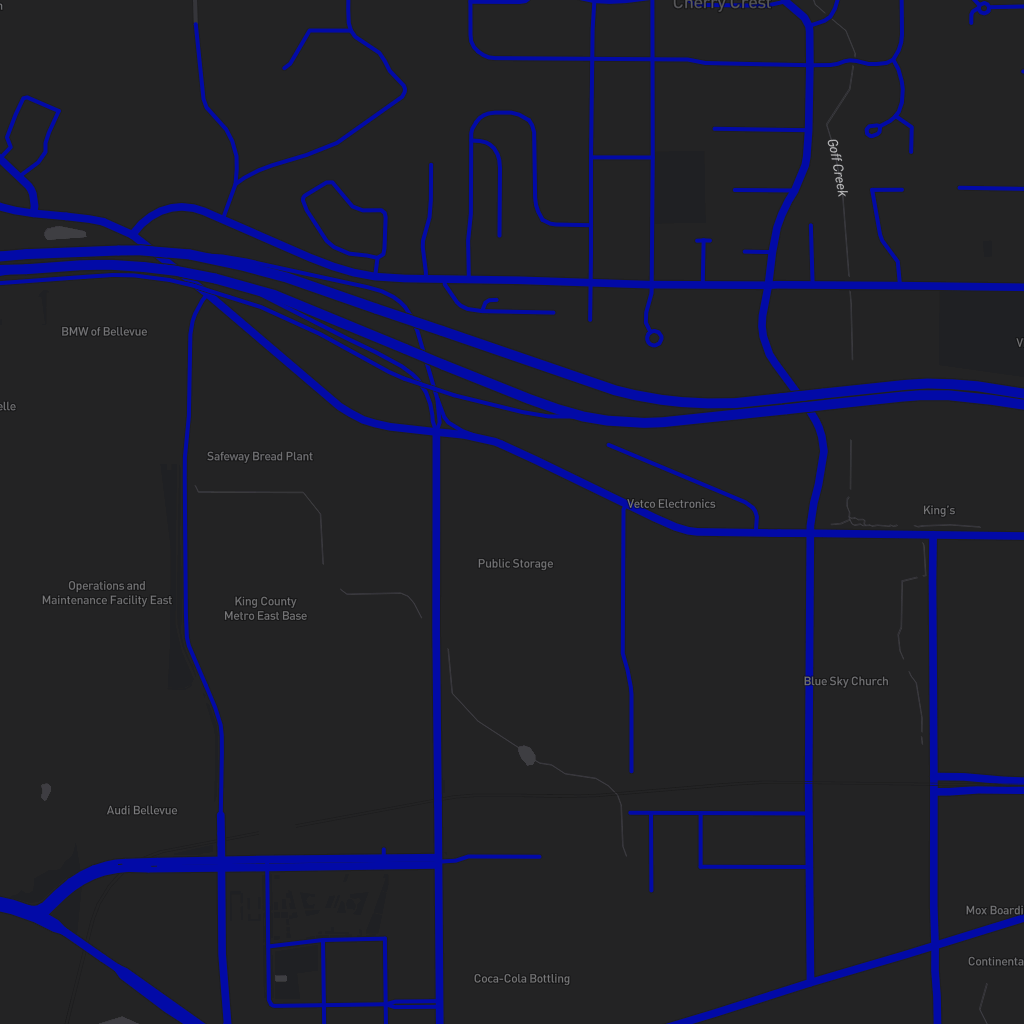 Cherry Crest
Goff Creek
BMW of Bellevue
elle
Safeway Bread Plant
Vetco Electronics
King's
Public Storage
Operations and
Maintenance Facility East
King County
Metro East Base
Blue Sky Church
Audi Bellevue
Mox Boardi
Continenta
Coca-Cola Bottling